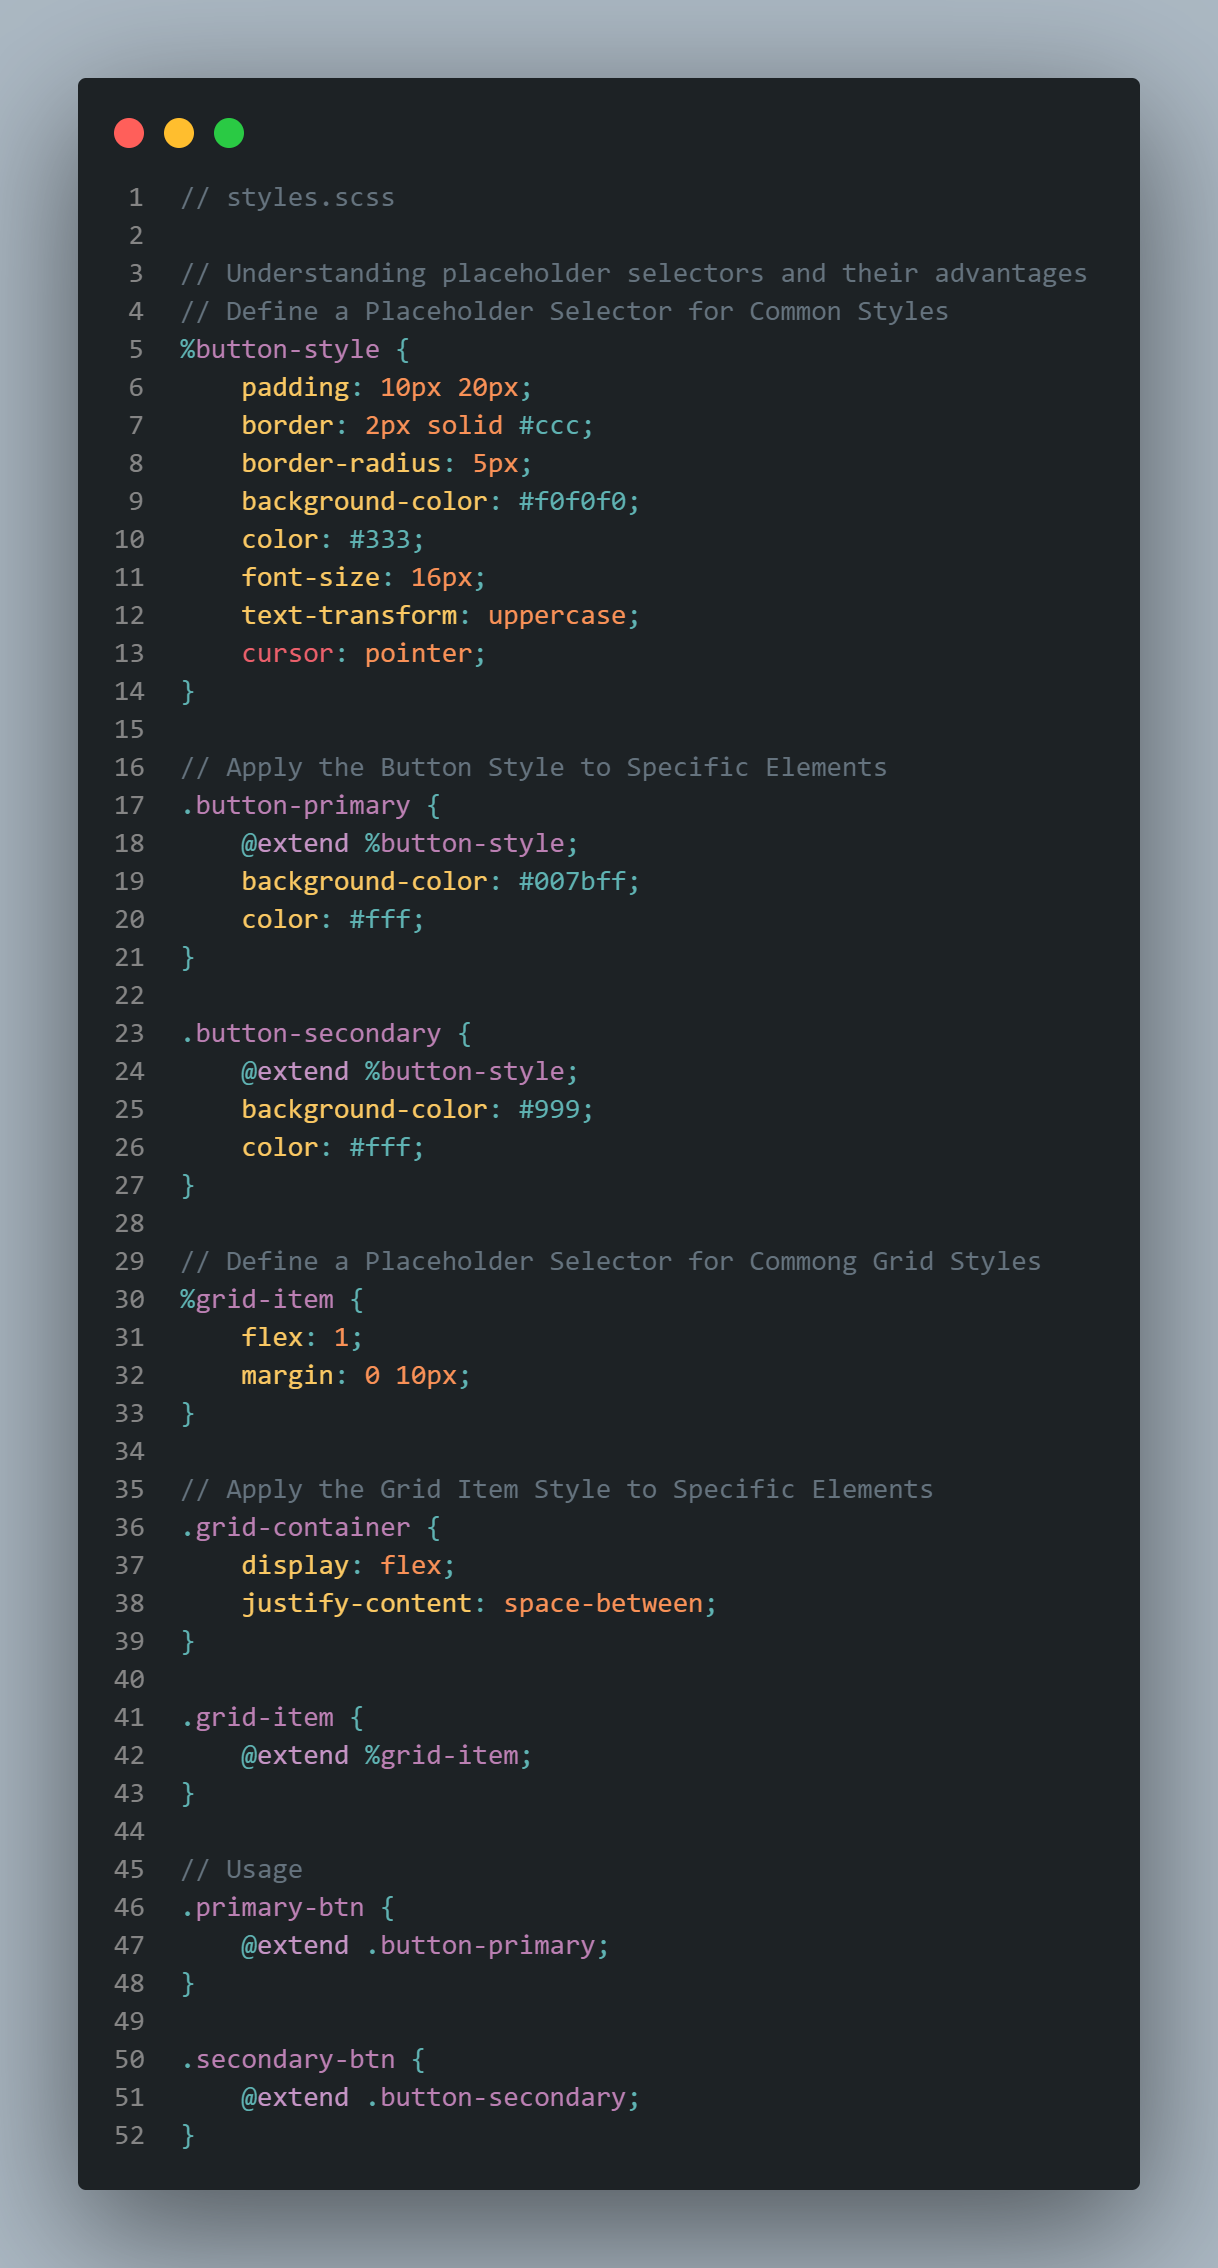 1 // styles.scss
2
3 // Understanding placeholder selectors and their advantages
4 // Define a Placeholder Selector for Common Styles
5 %button-style {
6     padding: 10px 20px;
7     border: 2px solid #ccc;
8     border-radius: 5px;
9     background-color: #f0f0f0;
10     color: #333;
11     font-size: 16px;
12     text-transform: uppercase;
13     cursor: pointer;
14 }
15
16 // Apply the Button Style to Specific Elements
17 .button-primary {
18     @extend %button-style;
19     background-color: #007bff;
20     color: #fff;
21 }
22
23 .button-secondary {
24     @extend %button-style;
25     background-color: #999;
26     color: #fff;
27 }
28
29 // Define a Placeholder Selector for Commong Grid Styles
30 %grid-item {
31     flex: 1;
32     margin: 0 10px;
33 }
34
35 // Apply the Grid Item Style to Specific Elements
36 .grid-container {
37     display: flex;
38     justify-content: space-between;
39 }
40
41 .grid-item {
42     @extend %grid-item;
43 }
44
45 // Usage
46 .primary-btn {
47     @extend .button-primary;
48 }
49
50 .secondary-btn {
51     @extend .button-secondary;
52 }